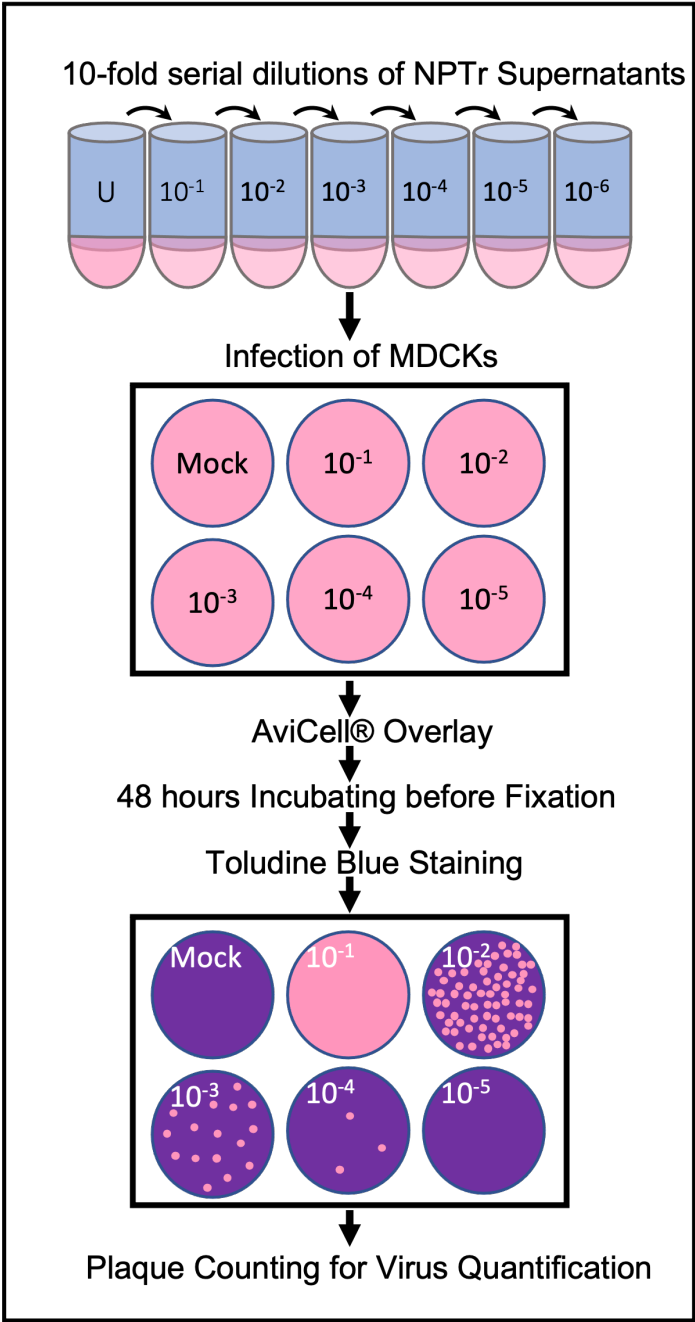 10-fold serial dilutions of NPTr Supernatants
U 10⁻¹ 10⁻² 10⁻³ 10⁻⁴ 10⁻⁵ 10⁻⁶
Infection of MDCKs
Mock 10⁻¹ 10⁻²
10⁻³ 10⁻⁴ 10⁻⁵
AviCell® Overlay
48 hours Incubating before Fixation
Toludine Blue Staining
Mock 10⁻¹ 10⁻²
10⁻³ 10⁻⁴ 10⁻⁵
Plaque Counting for Virus Quantification